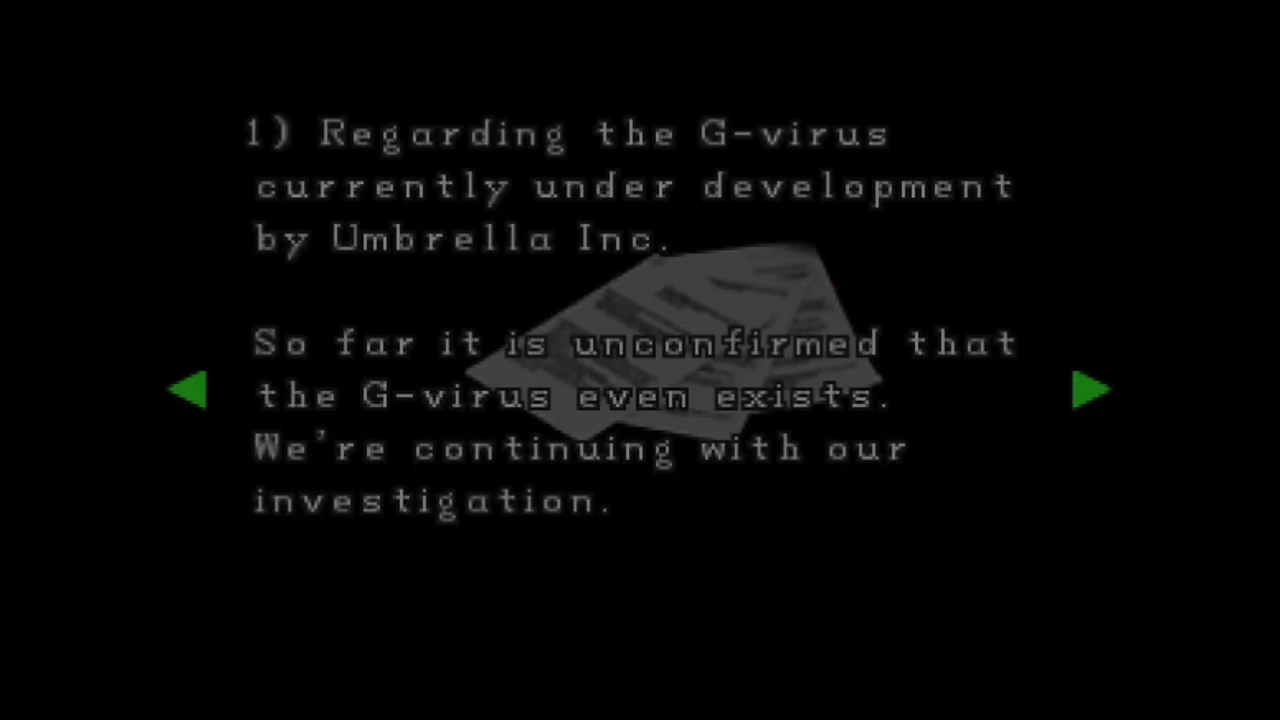 1) Regarding the G-virus
currently under development
by Umbrella Inc.
So far it is unconfirmed that
the G-virus even exists.
We're continuing with our
investigation.